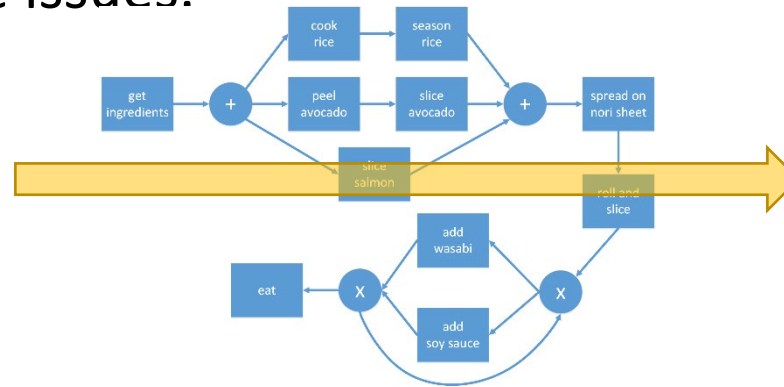 e issues.
cook
rice
season
rice
get
ingredients
+
peel
avocado
slice
avocado
+
spread on
nori sheet
slice
salmon
roll and
slice
add
wasabi
eat
X
X
add
soy sauce